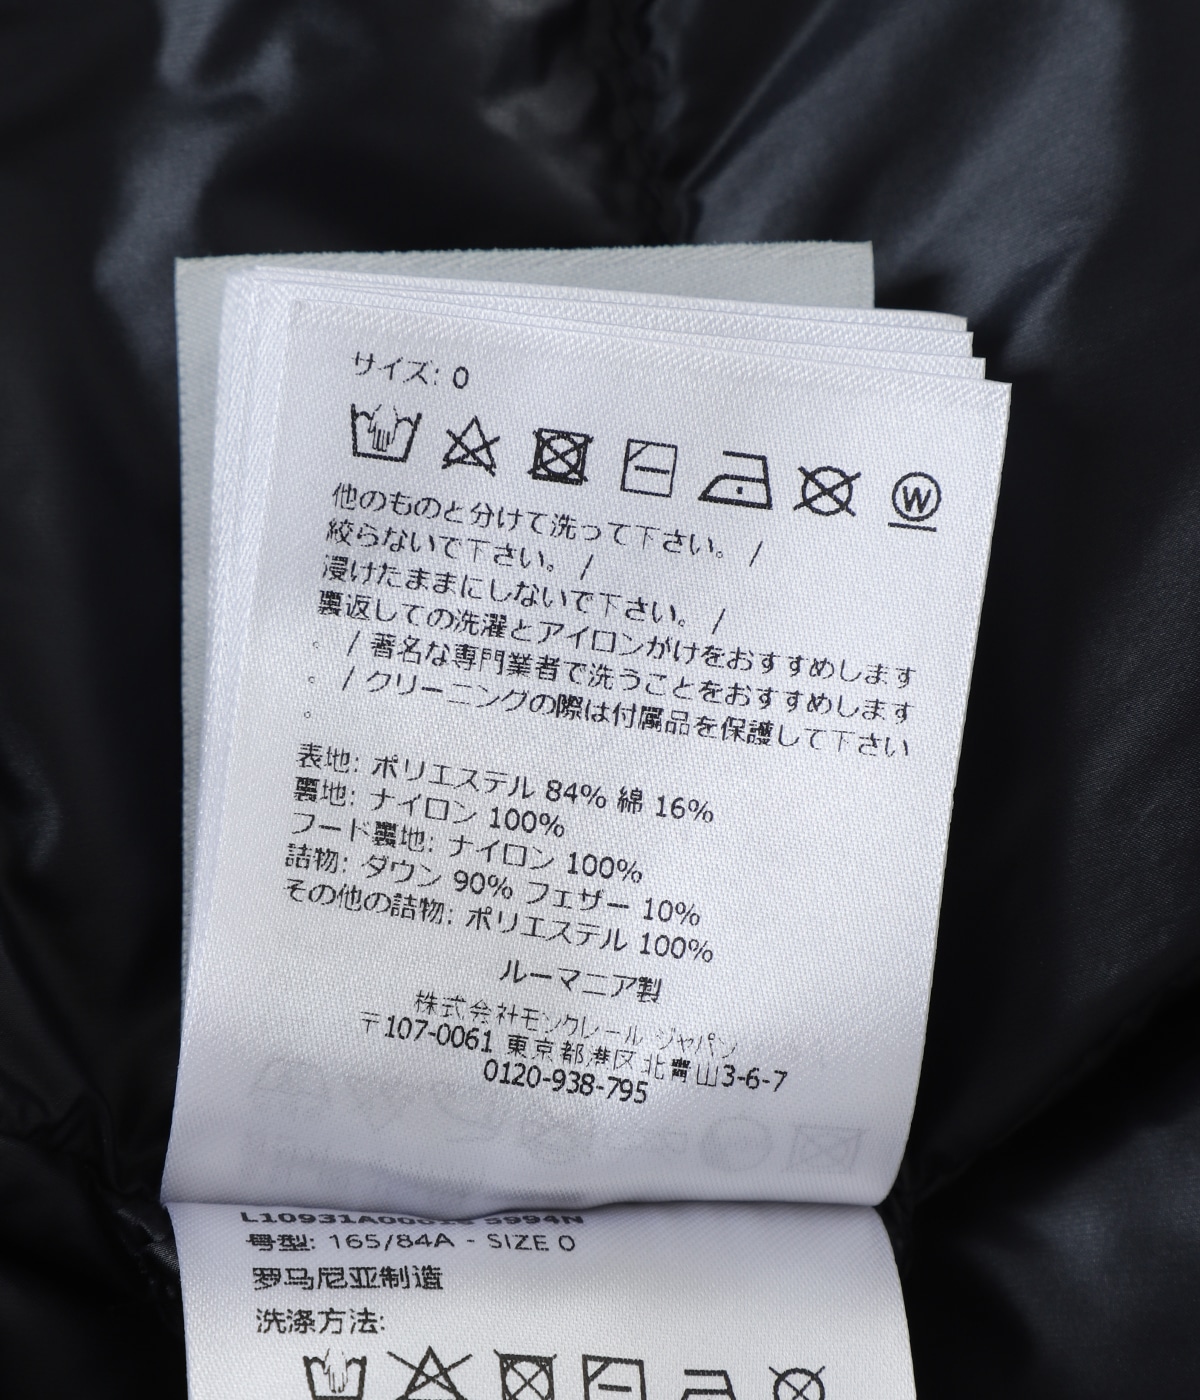 サイズ: 0
W
他のものと分けて洗って下さい。 /
絞らないで下さい。 /
浸けたままにしないで下さい。 /
裏返しての洗濯とアイロンがけをおすすめします
。 / 著名な専門業者で洗うことをおすすめします
。 / クリーニングの際は付属品を保護して下さい
。
表地: ポリエステル 84% 綿 16%
裏地: ナイロン 100%
フード裏地: ナイロン 100%
詰物: ダウン 90% フェザー 10%
その他の詰物: ポリエステル 100%
ルーマニア製
株式会社モンクレール ジャパン
〒107-0061 東京都港区北青山3-6-7
0120-938-795
号型: 165/84A - SIZE 0
罗马尼亚制造
洗涤方法: